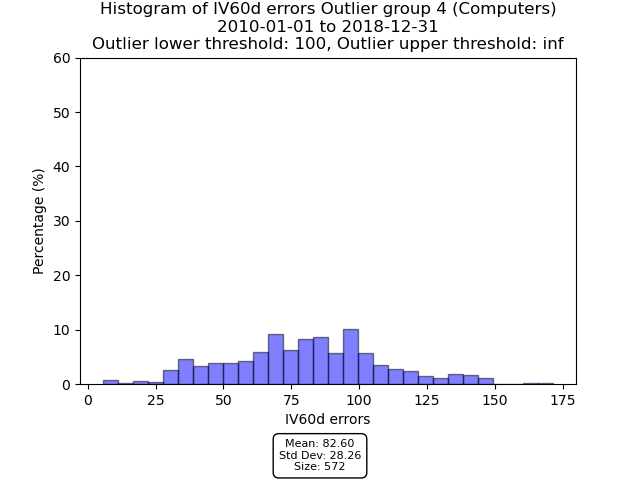 Histogram of IV60d errors Outlier group 4 (Computers)
2010-01-01 to 2018-12-31
Outlier lower threshold: 100, Outlier upper threshold: inf
60
50
40
30
20
10
0
Percentage (%)
0 25 50 75 100 125 150 175
IV60d errors
Mean: 82.60
Std Dev: 28.26
Size: 572